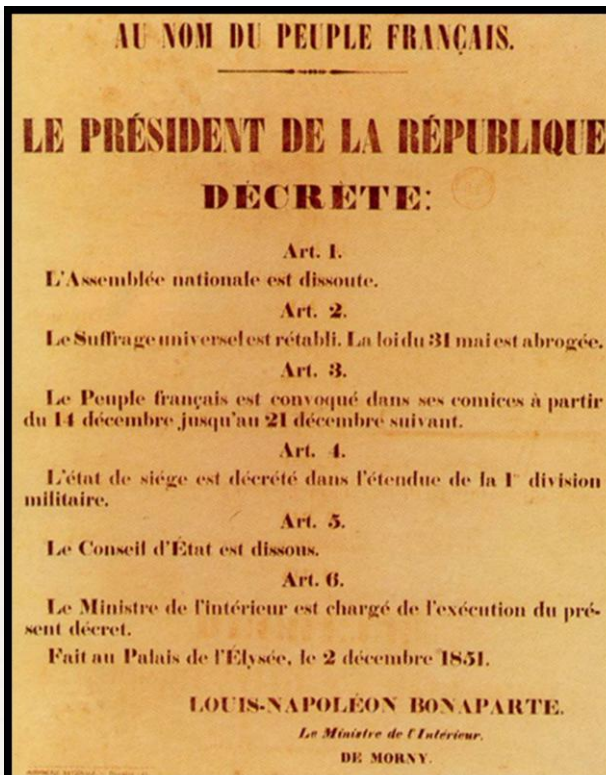 AU NOM DU PEUPLE FRANÇAIS.
LE PRÉSIDENT DE LA RÉPUBLIQUE
DÉCRÈTE:
Art. 1.
L'Assemblée nationale est dissoute.
Art. 2.
Le Suffrage universel est rétabli. La loi du 31 mai est abrogée.
Art. 3.
Le Peuple français est convoqué dans ses comices à partir
du 14 décembre jusqu'au 21 décembre suivant.
Art. 4.
L'état de siége est décrété dans l'étendue de la 1re division
militaire.
Art. 5.
Le Conseil d'État est dissous.
Art. 6.
Le Ministre de l'intérieur est chargé de l'exécution du pré-
sent décret.
Fait au Palais de l'Élysée, le 2 décembre 1851.
LOUIS-NAPOLÉON BONAPARTE.
Le Ministre de l'Intérieur.
DE MORNY.